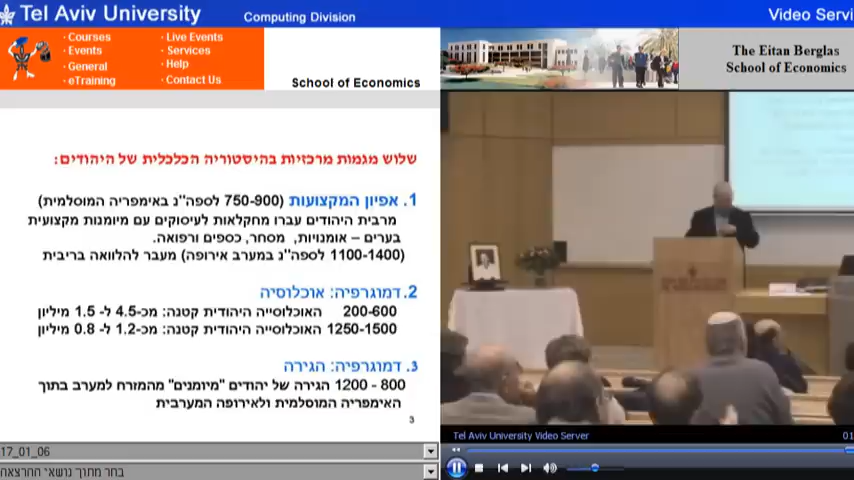 Tel Aviv University
Computing Division
Video Servi
· Courses
· Events
· General
· eTraining
· Live Events
· Services
· Help
· Contact Us
School of Economics
The Eitan Berglas
School of Economics
שלוש מגמות מרכזיות בהיסטוריה הכלכלית של היהודים:
1. אפיון המקצועות (750-900 לספה"נ באימפריה המוסלמית)
מרבית היהודים עברו מחקלאות לעיסוקים עם מיומנות מקצועית
בערים – אומנויות, מסחר, כספים ורפואה.
(1100-1400 לספה"נ במערב אירופה) מעבר להלוואה בריבית
2. דמוגרפיה: אוכלוסיה
200-600 האוכלוסייה היהודית קטנה: מכ-4.5 ל- 1.5 מיליון
1250-1500 האוכלוסייה היהודית קטנה: מכ-1.2 ל- 0.8 מיליון
3. דמוגרפיה: הגירה
800 - 1200 הגירה של יהודים "מיומנים" מהמזרח למערב בתוך
האימפריה המוסלמית ולאירופה המערבית
3
17_01_06
בחר מתוך נושאי ההרצאה
Tel Aviv University Video Server
01